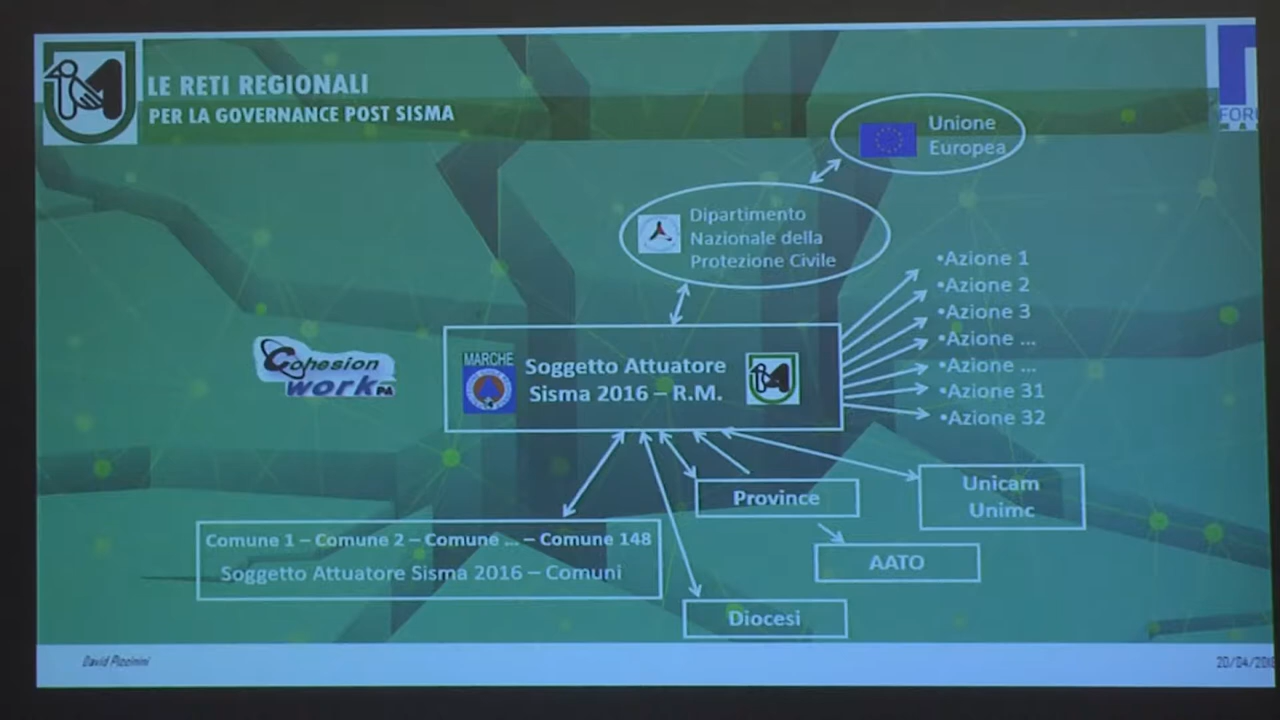 LE RETI REGIONALI
PER LA GOVERNANCE POST SISMA
Unione
Europea
Dipartimento
Nazionale della
Protezione Civile
•Azione 1
•Azione 2
•Azione 3
•Azione ...
•Azione ...
•Azione 31
•Azione 32
Cohesion
work PA
MARCHE
Soggetto Attuatore
Sisma 2016 – R.M.
Province
Unicam
Unimc
Comune 1 – Comune 2 – Comune ... – Comune 148
Soggetto Attuatore Sisma 2016 – Comuni
AATO
Diocesi
David Piccinini